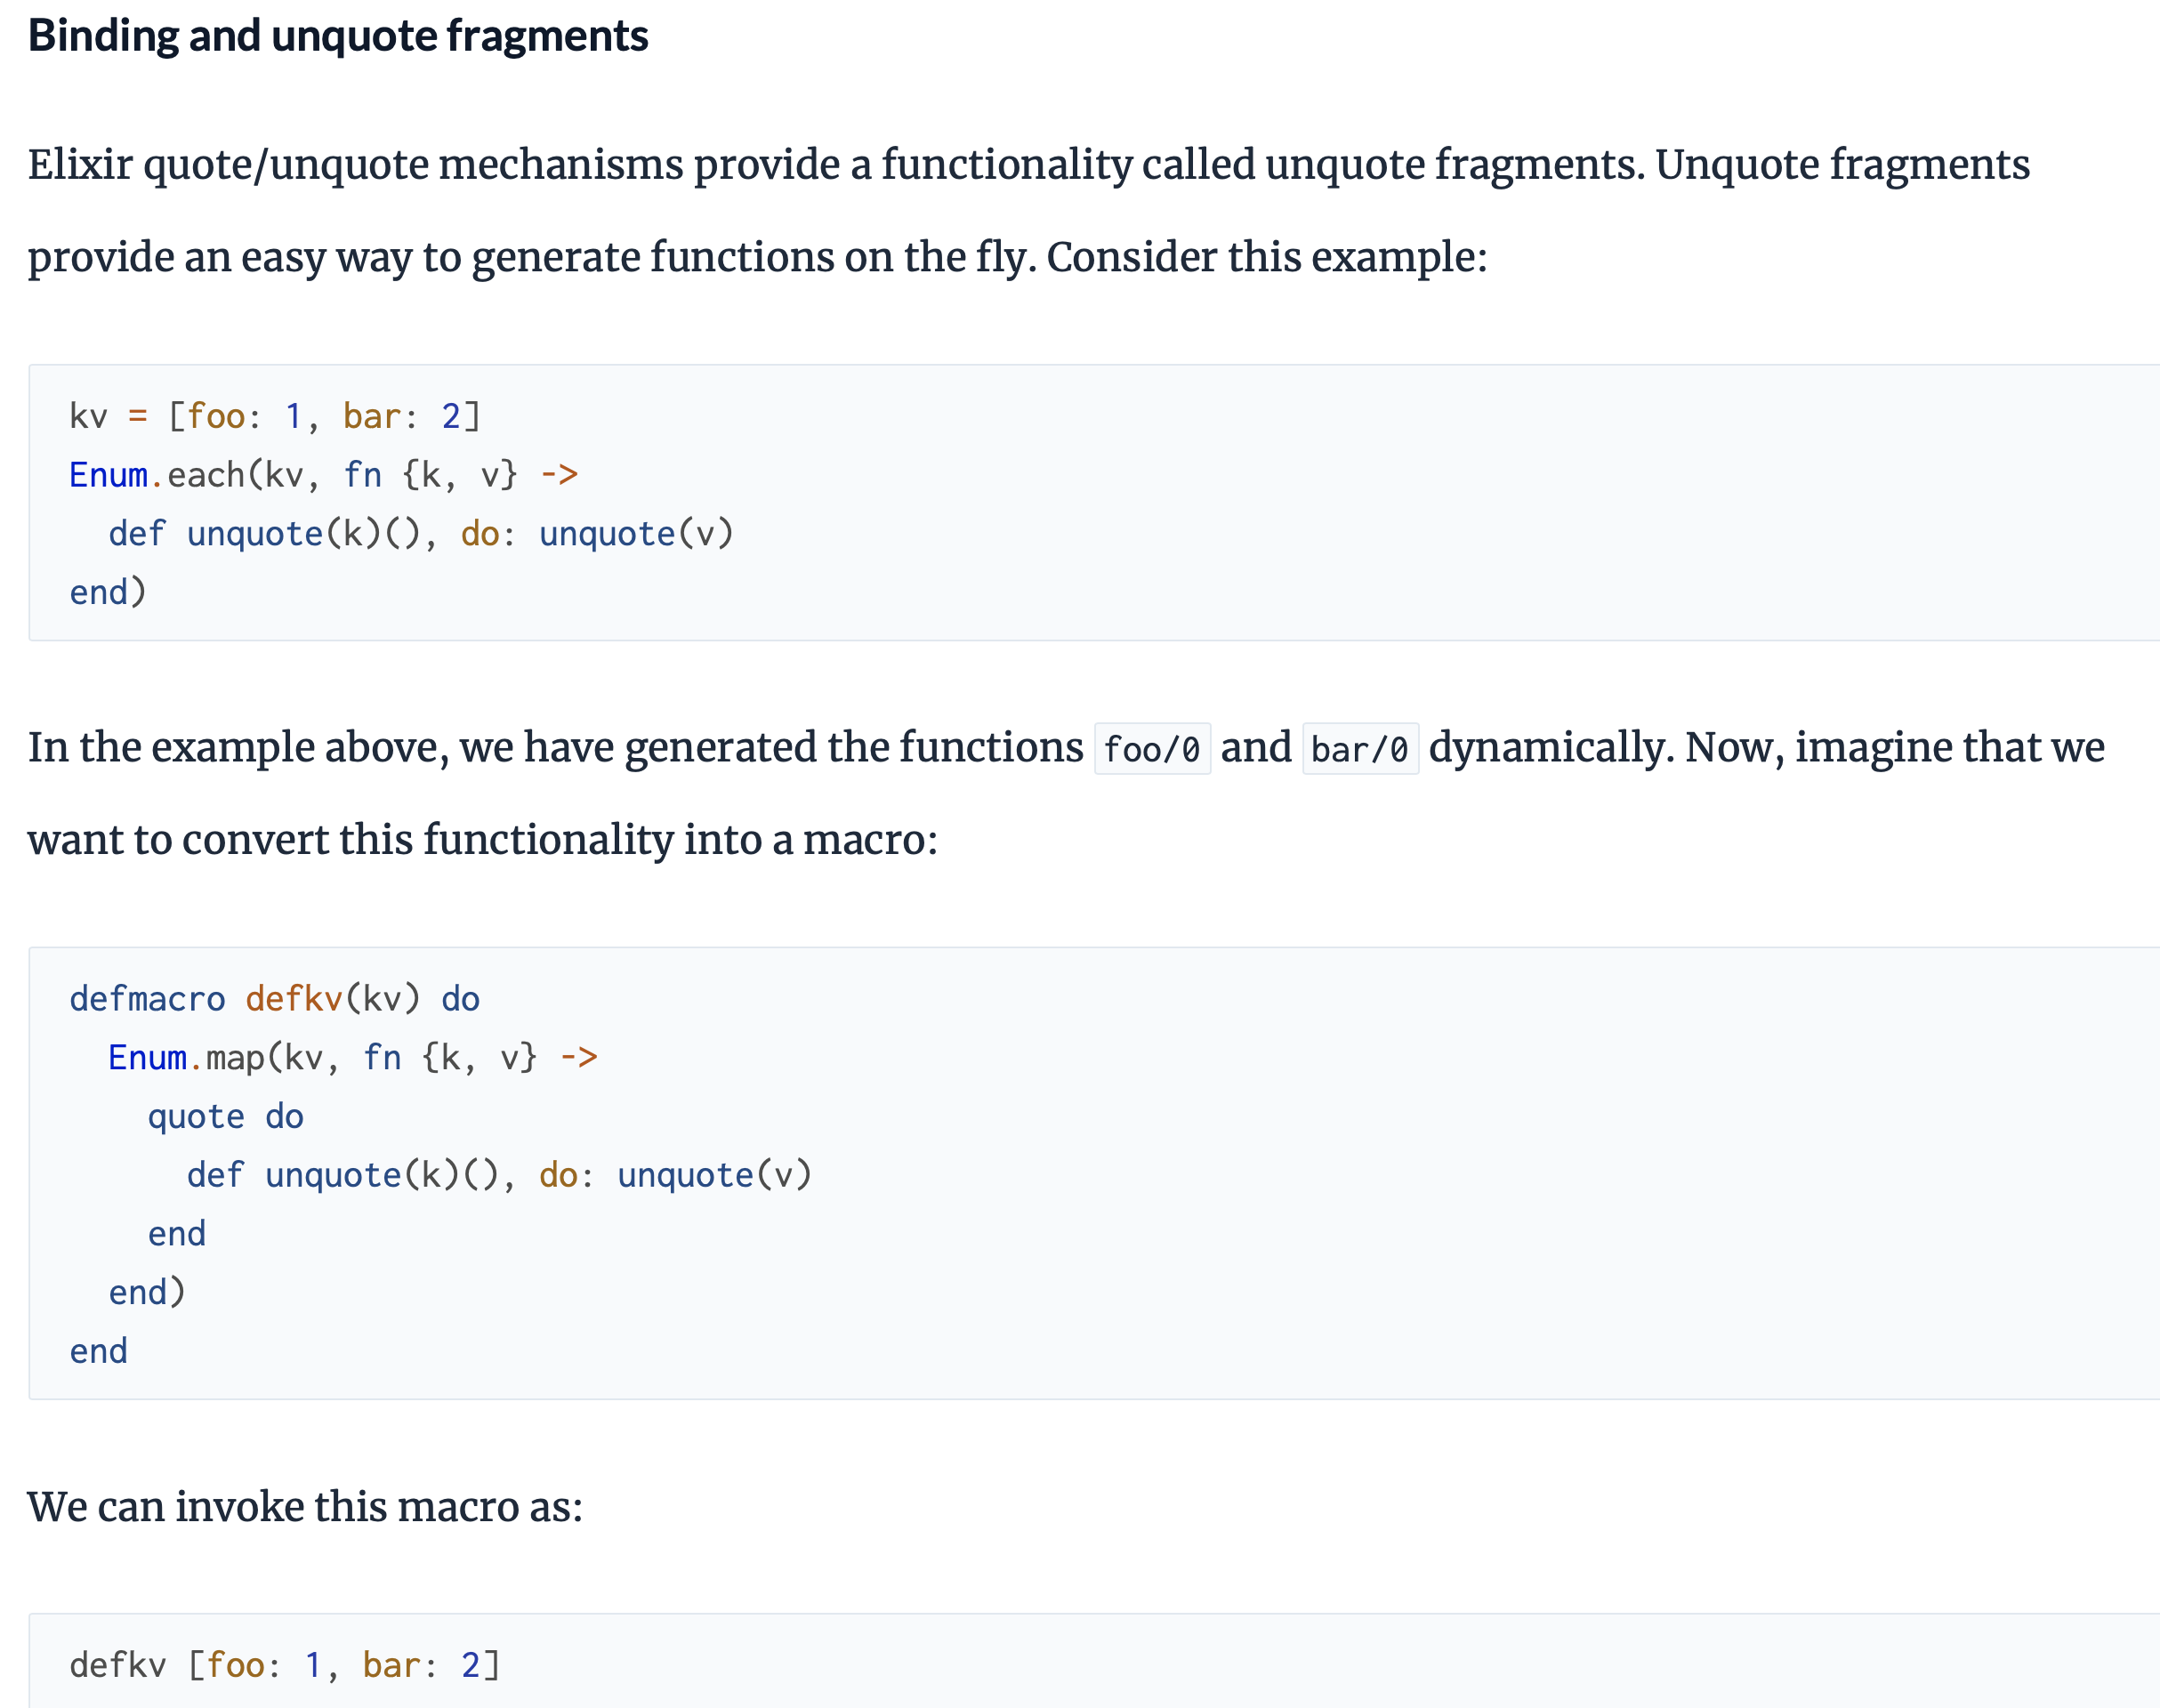 Binding and unquote fragments
Elixir quote/unquote mechanisms provide a functionality called unquote fragments. Unquote fragments
provide an easy way to generate functions on the fly. Consider this example:
kv = [foo: 1, bar: 2]
Enum.each(kv, fn {k, v} ->
  def unquote(k)(), do: unquote(v)
end)
In the example above, we have generated the functions foo/0 and bar/0 dynamically. Now, imagine that we
want to convert this functionality into a macro:
defmacro defkv(kv) do
  Enum.map(kv, fn {k, v} ->
    quote do
      def unquote(k)(), do: unquote(v)
    end
  end)
end
We can invoke this macro as:
defkv [foo: 1, bar: 2]